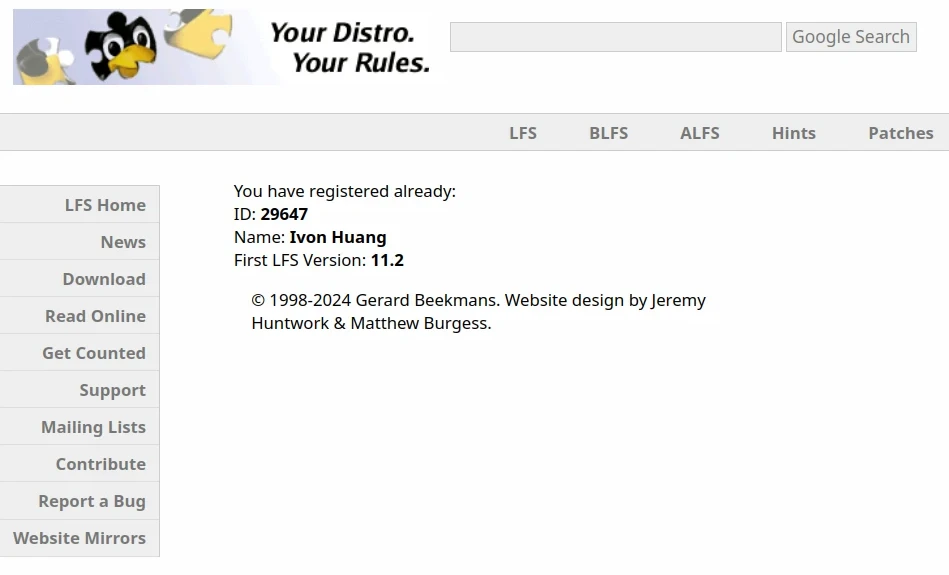 Your Distro.
Your Rules.
Google Search
LFS
BLFS
ALFS
Hints
Patches
LFS Home
News
Download
Read Online
Get Counted
Support
Mailing Lists
Contribute
Report a Bug
Website Mirrors
You have registered already:
ID: 29647
Name: Ivon Huang
First LFS Version: 11.2
© 1998-2024 Gerard Beekmans. Website design by Jeremy
Huntwork & Matthew Burgess.